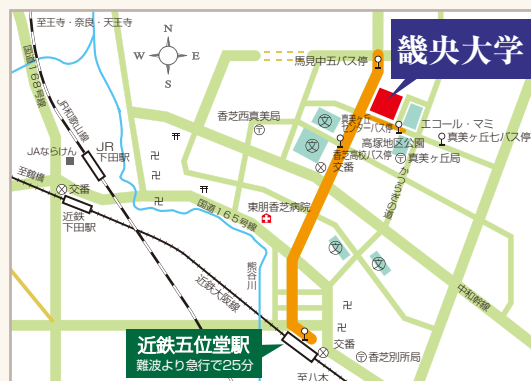 至王寺・奈良・天王寺
N
W
E
S
国道168号線
馬見中五バス停
畿央大学
JR和歌山線
香芝西真美局
真美ヶ丘
センターバス停
エコール・マミ
真美ヶ丘七バス停
高塚地区公園
香芝高校バス停
真美ヶ丘局
交番
JAならけん
JR
下田駅
至鶴橋
交番
近鉄
下田駅
東朋香芝病院
国道165号線
文
文
文
文
熊谷川
近鉄大阪線
中和幹線
近鉄五位堂駅
難波より急行で25分
交番
香芝別所局
至八木